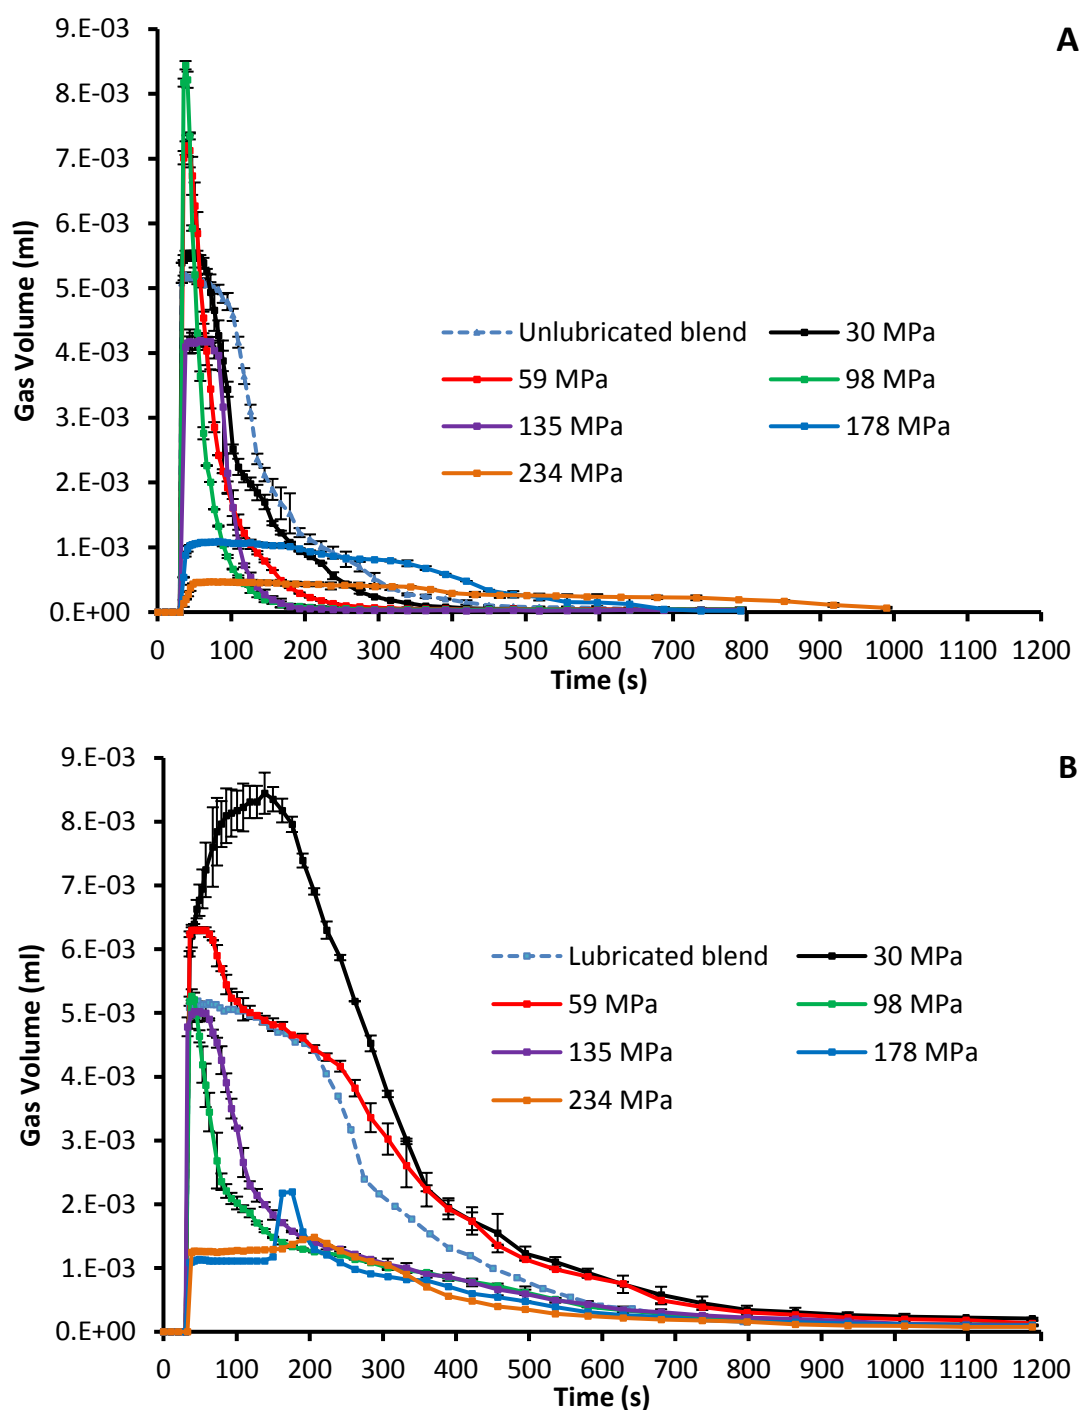 A
9.E-03
8.E-03
7.E-03
6.E-03
5.E-03
4.E-03
3.E-03
2.E-03
1.E-03
0.E+00
Gas Volume (ml)
Unlubricated blend 30 MPa
59 MPa 98 MPa
135 MPa 178 MPa
234 MPa
0 100 200 300 400 500 600 700 800 900 1000 1100 1200
Time (s)
B
9.E-03
8.E-03
7.E-03
6.E-03
5.E-03
4.E-03
3.E-03
2.E-03
1.E-03
0.E+00
Gas Volume (ml)
Lubricated blend 30 MPa
59 MPa 98 MPa
135 MPa 178 MPa
234 MPa
0 100 200 300 400 500 600 700 800 900 1000 1100 1200
Time (s)